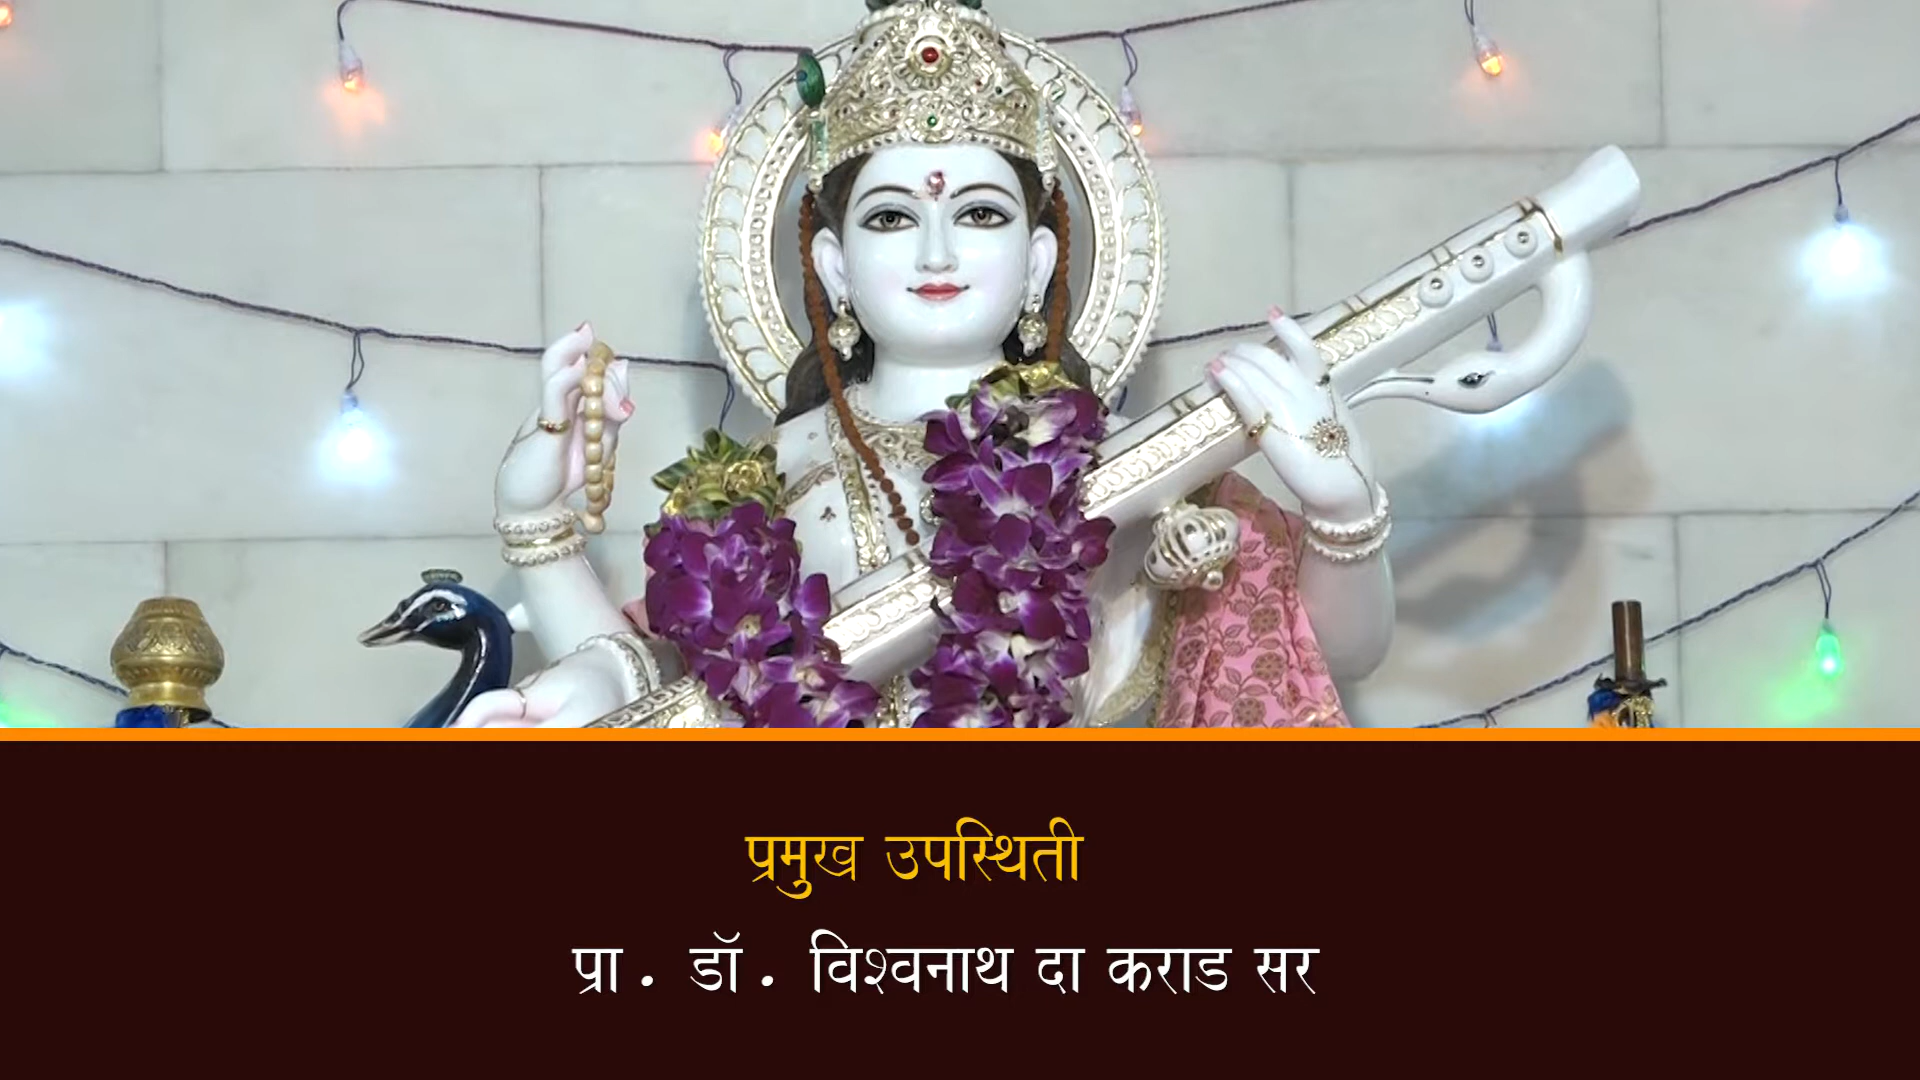 प्रमुख उपस्थिती
प्रा. डॉ. विश्वनाथ दा कराड सर